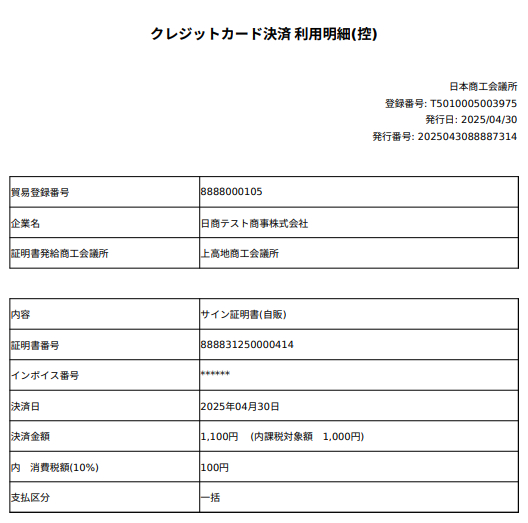 クレジットカード決済 利用明細(控)
日本商工会議所
登録番号: T5010005003975
発行日: 2025/04/30
発行番号: 2025043088887314
貿易登録番号 8888000105
企業名 日商テスト商事株式会社
証明書発給商工会議所 上高地商工会議所
内容 サイン証明書(自販)
証明書番号 888831250000414
インボイス番号 ******
決済日 2025年04月30日
決済金額 1,100円　(内課税対象額　1,000円)
内　消費税額(10%) 100円
支払区分 一括